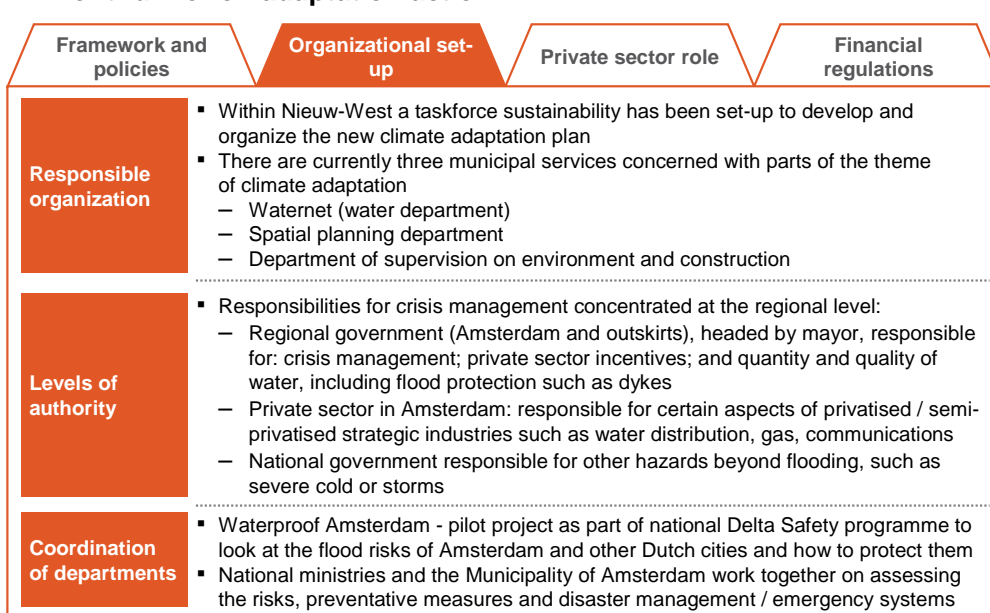 Framework and
policies
Organizational set-
up
Private sector role
Financial
regulations
Responsible
organization
▪ Within Nieuw-West a taskforce sustainability has been set-up to develop and
organize the new climate adaptation plan
▪ There are currently three municipal services concerned with parts of the theme
of climate adaptation
– Waternet (water department)
– Spatial planning department
– Department of supervision on environment and construction
Levels of
authority
▪ Responsibilities for crisis management concentrated at the regional level:
– Regional government (Amsterdam and outskirts), headed by mayor, responsible
for: crisis management; private sector incentives; and quantity and quality of
water, including flood protection such as dykes
– Private sector in Amsterdam: responsible for certain aspects of privatised / semi-
privatised strategic industries such as water distribution, gas, communications
– National government responsible for other hazards beyond flooding, such as
severe cold or storms
Coordination
of departments
▪ Waterproof Amsterdam - pilot project as part of national Delta Safety programme to
look at the flood risks of Amsterdam and other Dutch cities and how to protect them
▪ National ministries and the Municipality of Amsterdam work together on assessing
the risks, preventative measures and disaster management / emergency systems